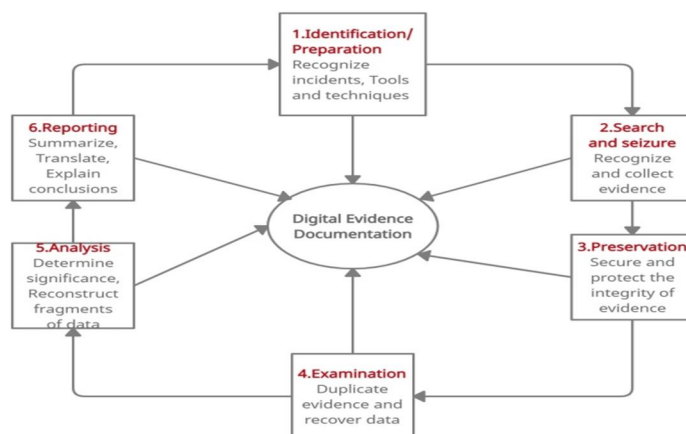 1.Identification/
Preparation
Recognize
incidents, Tools
and techniques
2.Search
and seizure
Recognize
and collect
evidence
3.Preservation
Secure and
protect the
integrity of
evidence
4.Examination
Duplicate
evidence and
recover data
5.Analysis
Determine
significance,
Reconstruct
fragments
of data
6.Reporting
Summarize,
Translate,
Explain
conclusions
Digital Evidence
Documentation